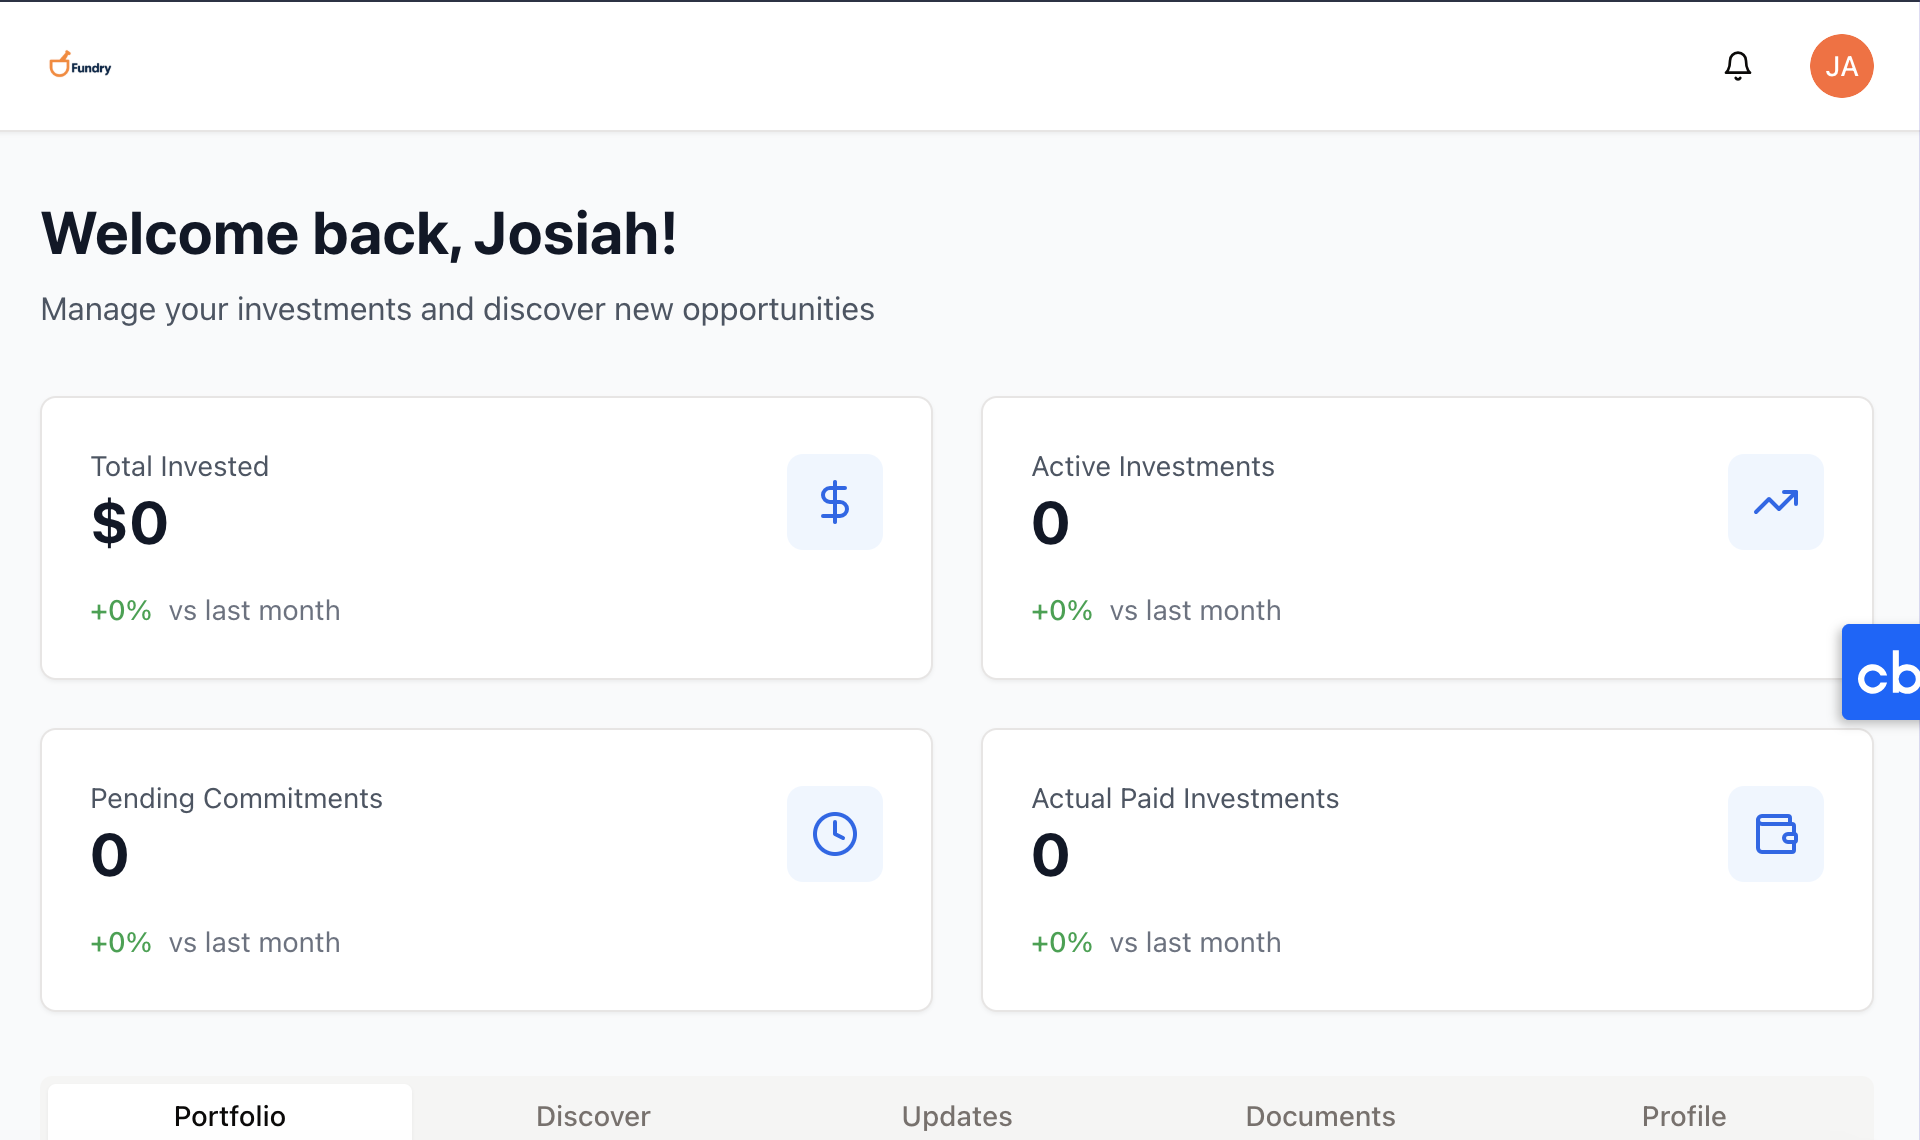 Fundry
JA
Welcome back, Josiah!
Manage your investments and discover new opportunities
Total Invested
$0
+0% vs last month
Active Investments
0
+0% vs last month
cb
Pending Commitments
0
+0% vs last month
Actual Paid Investments
0
+0% vs last month
Portfolio
Discover
Updates
Documents
Profile